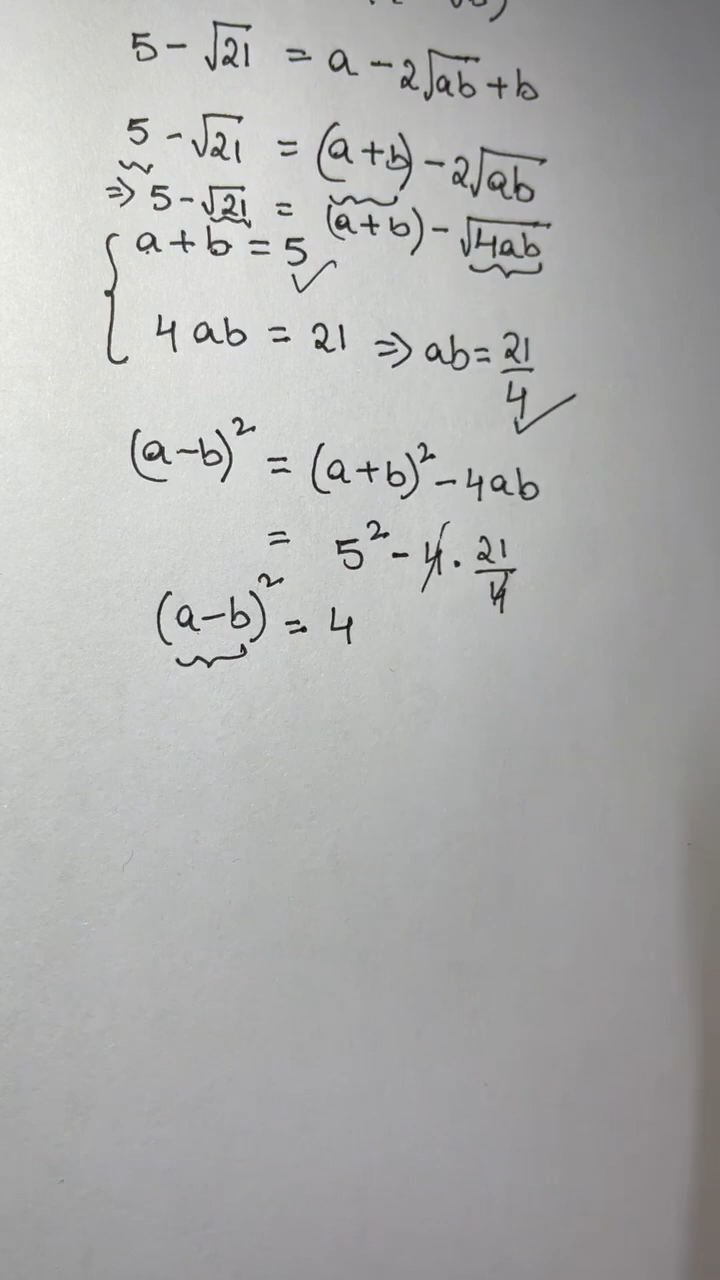 5 - √21 = a - 2√ab + b
5 - √21 = (a + b) - 2√ab
⇒ 5 - √21 = (a + b) - √4ab
a + b = 5 ✓
4ab = 21 ⇒ ab = 21/4 ✓
(a - b)² = (a + b)² - 4ab
= 5² - 4 · 21/4
(a - b)² = 4